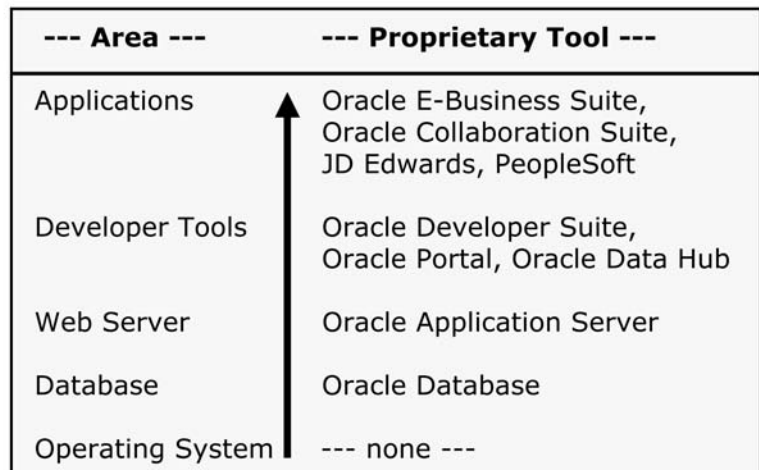 --- Area --- --- Proprietary Tool ---
Applications Oracle E-Business Suite,
Oracle Collaboration Suite,
JD Edwards, PeopleSoft
Developer Tools Oracle Developer Suite,
Oracle Portal, Oracle Data Hub
Web Server Oracle Application Server
Database Oracle Database
Operating System --- none ---